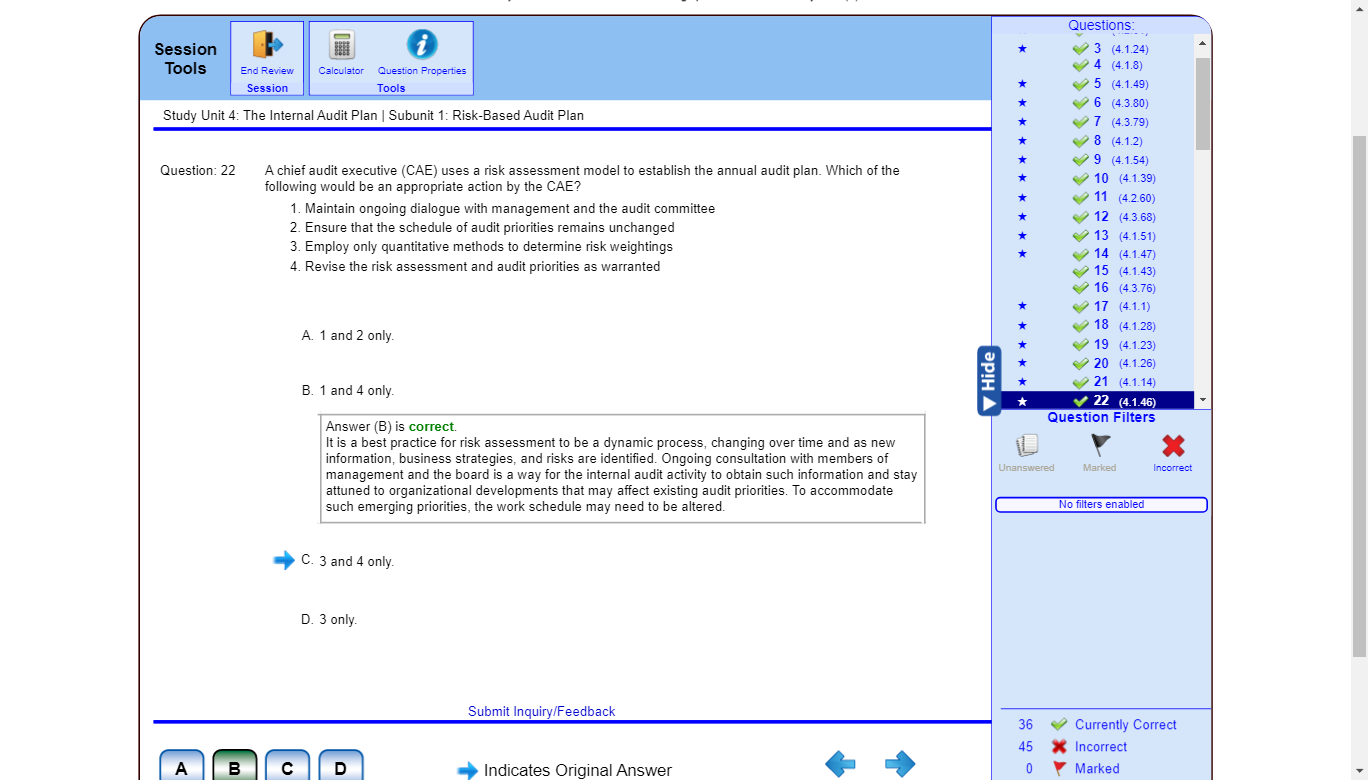 Session
Tools
End Review
Session
Calculator
Question Properties
Tools
Study Unit 4: The Internal Audit Plan | Subunit 1: Risk-Based Audit Plan
Question: 22
A chief audit executive (CAE) uses a risk assessment model to establish the annual audit plan. Which of the
following would be an appropriate action by the CAE?
1. Maintain ongoing dialogue with management and the audit committee
2. Ensure that the schedule of audit priorities remains unchanged
3. Employ only quantitative methods to determine risk weightings
4. Revise the risk assessment and audit priorities as warranted
A. 1 and 2 only.
B. 1 and 4 only.
Answer (B) is correct.
It is a best practice for risk assessment to be a dynamic process, changing over time and as new
information, business strategies, and risks are identified. Ongoing consultation with members of
management and the board is a way for the internal audit activity to obtain such information and stay
attuned to organizational developments that may affect existing audit priorities. To accommodate
such emerging priorities, the work schedule may need to be altered.
C. 3 and 4 only.
D. 3 only.
Submit Inquiry/Feedback
A B C D
Indicates Original Answer
Questions:
3 (4.1.24)
4 (4.1.8)
5 (4.1.49)
6 (4.3.80)
7 (4.3.79)
8 (4.1.2)
9 (4.1.54)
10 (4.1.39)
11 (4.2.60)
12 (4.3.68)
13 (4.1.51)
14 (4.1.47)
15 (4.1.43)
16 (4.3.76)
17 (4.1.1)
18 (4.1.28)
19 (4.1.23)
20 (4.1.26)
21 (4.1.14)
22 (4.1.46)
Hide
Question Filters
Unanswered
Marked
Incorrect
No filters enabled
36 Currently Correct
45 Incorrect
0 Marked